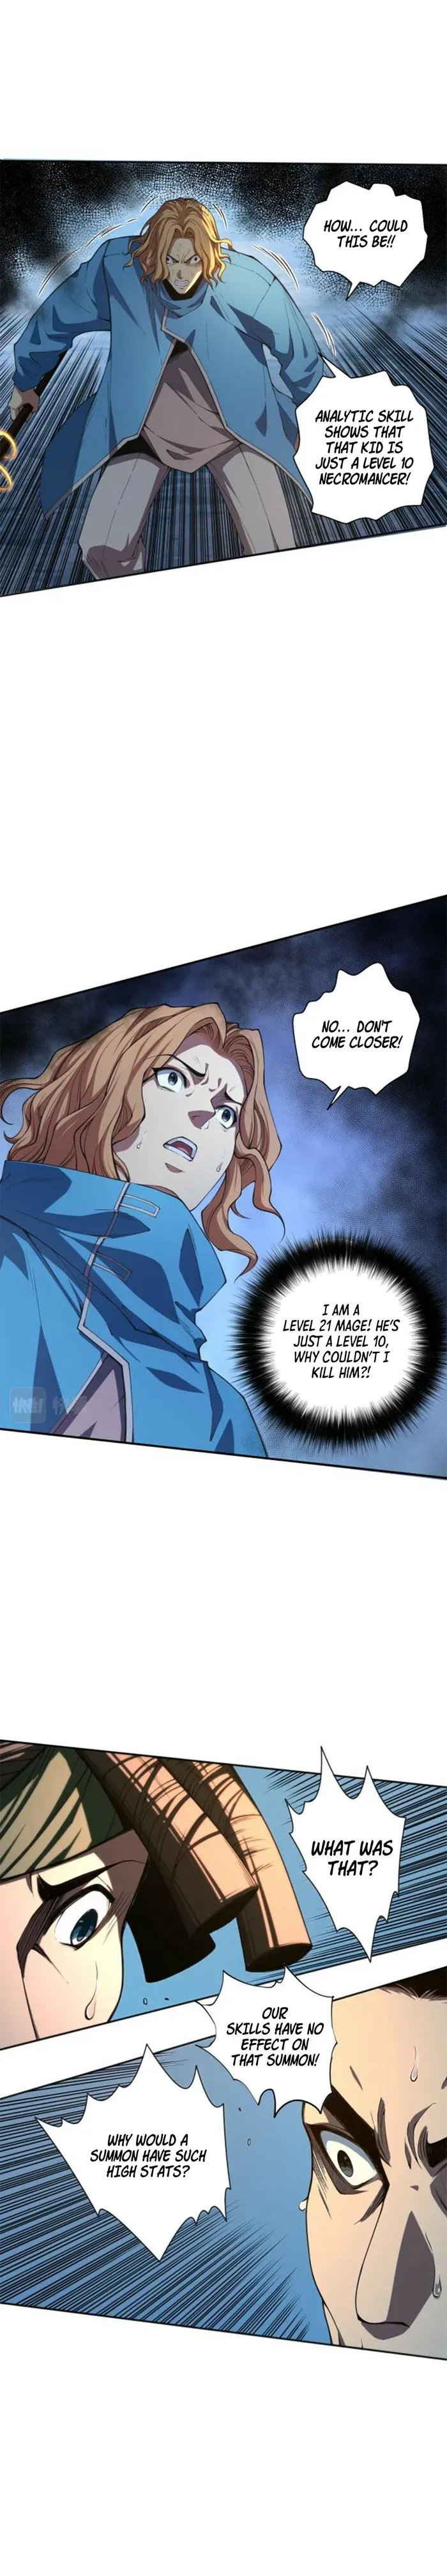 HOW... COULD
THIS BE!!
ANALYTIC SKILL
SHOWS THAT
THAT KID IS
JUST A LEVEL 10
NECROMANCER!
NO... DON'T
COME CLOSER!
I AM A
LEVEL 21 MAGE! HE'S
JUST A LEVEL 10,
WHY COULDN'T I
KILL HIM?!
WHAT WAS
THAT?
OUR
SKILLS HAVE NO
EFFECT ON
THAT SUMMON!
WHY WOULD A
SUMMON HAVE SUCH
HIGH STATS?